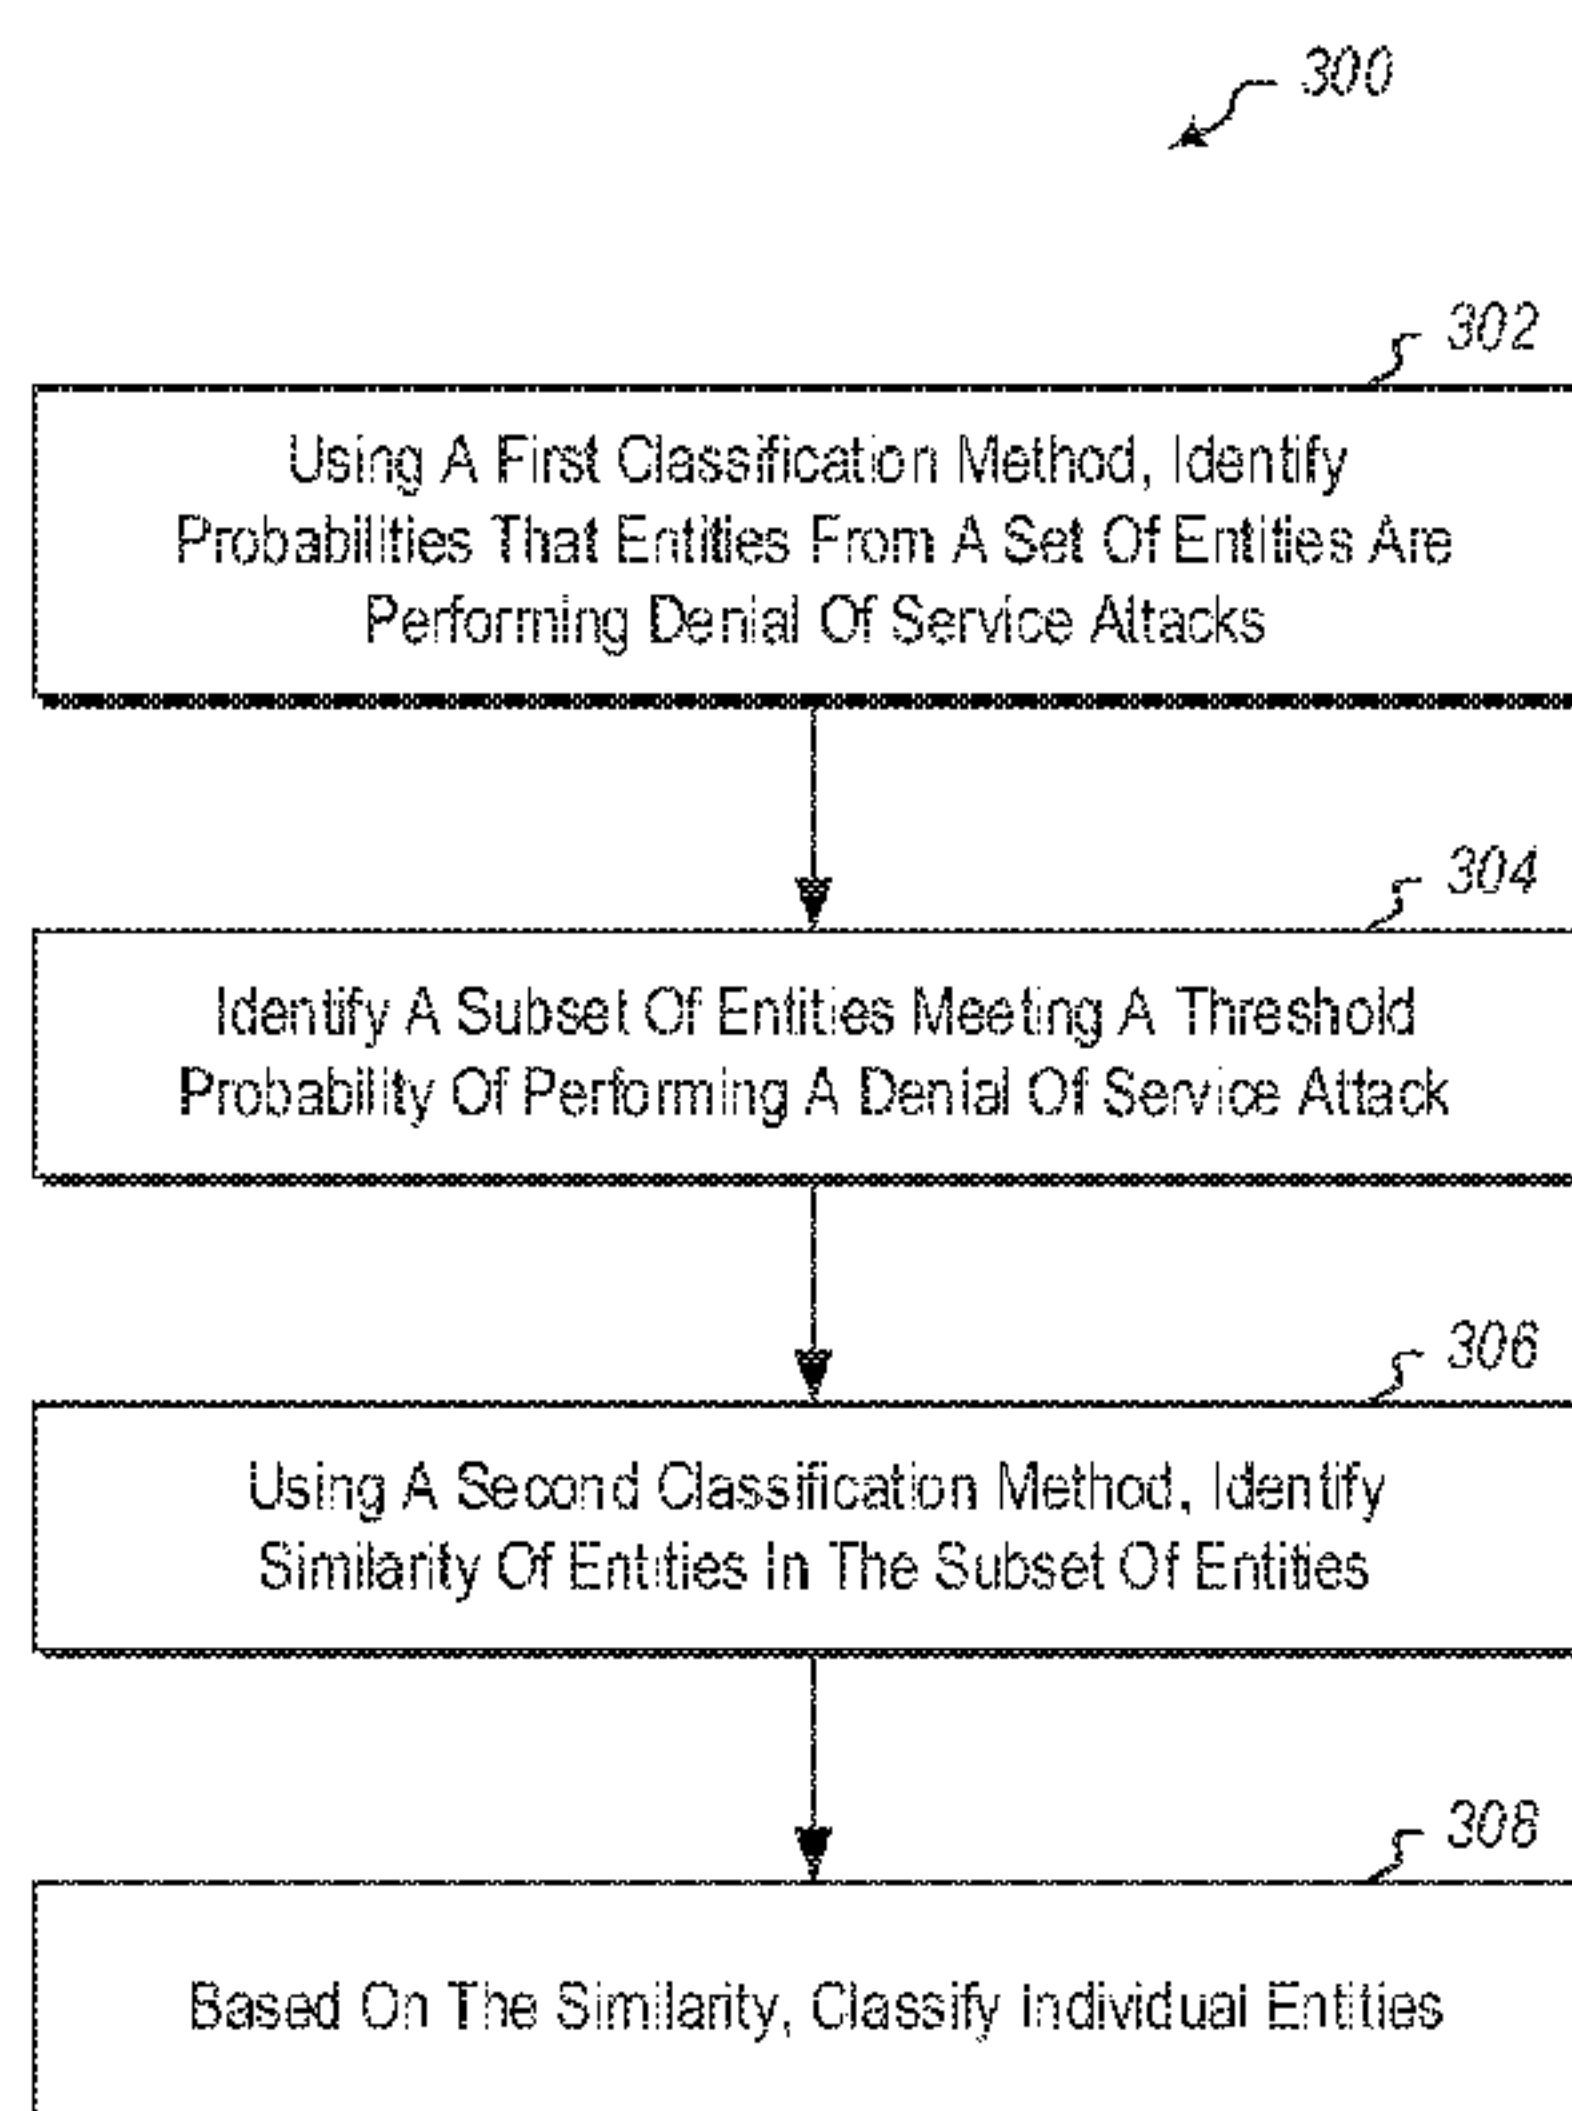 300
302
Using A First Classification Method, Identify
Probabilities That Entities From A Set Of Entities Are
Performing Denial Of Service Attacks
304
Identify A Subset Of Entities Meeting A Threshold
Probability Of Performing A Denial Of Service Attack
306
Using A Second Classification Method, Identify
Similarity Of Entities In The Subset Of Entities
308
Based On The Similarity, Classify Individual Entities